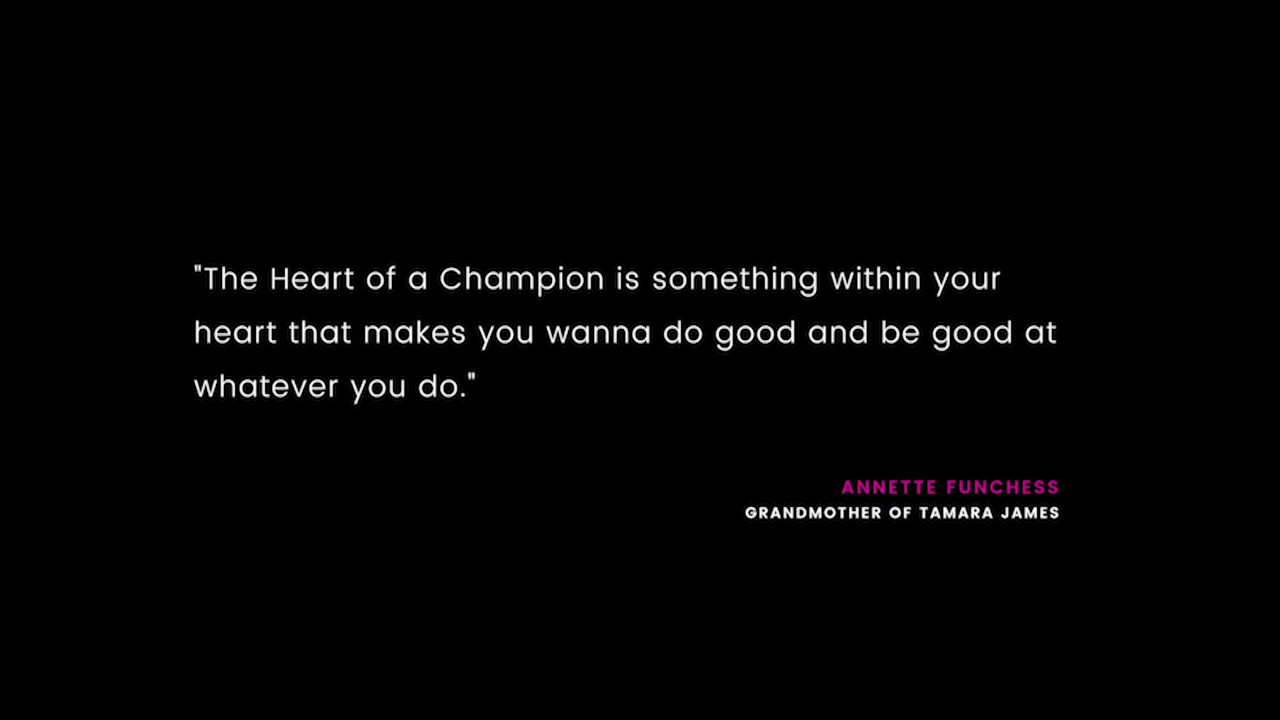 "The Heart of a Champion is something within your
heart that makes you wanna do good and be good at
whatever you do."
ANNETTE FUNCHESS
GRANDMOTHER OF TAMARA JAMES